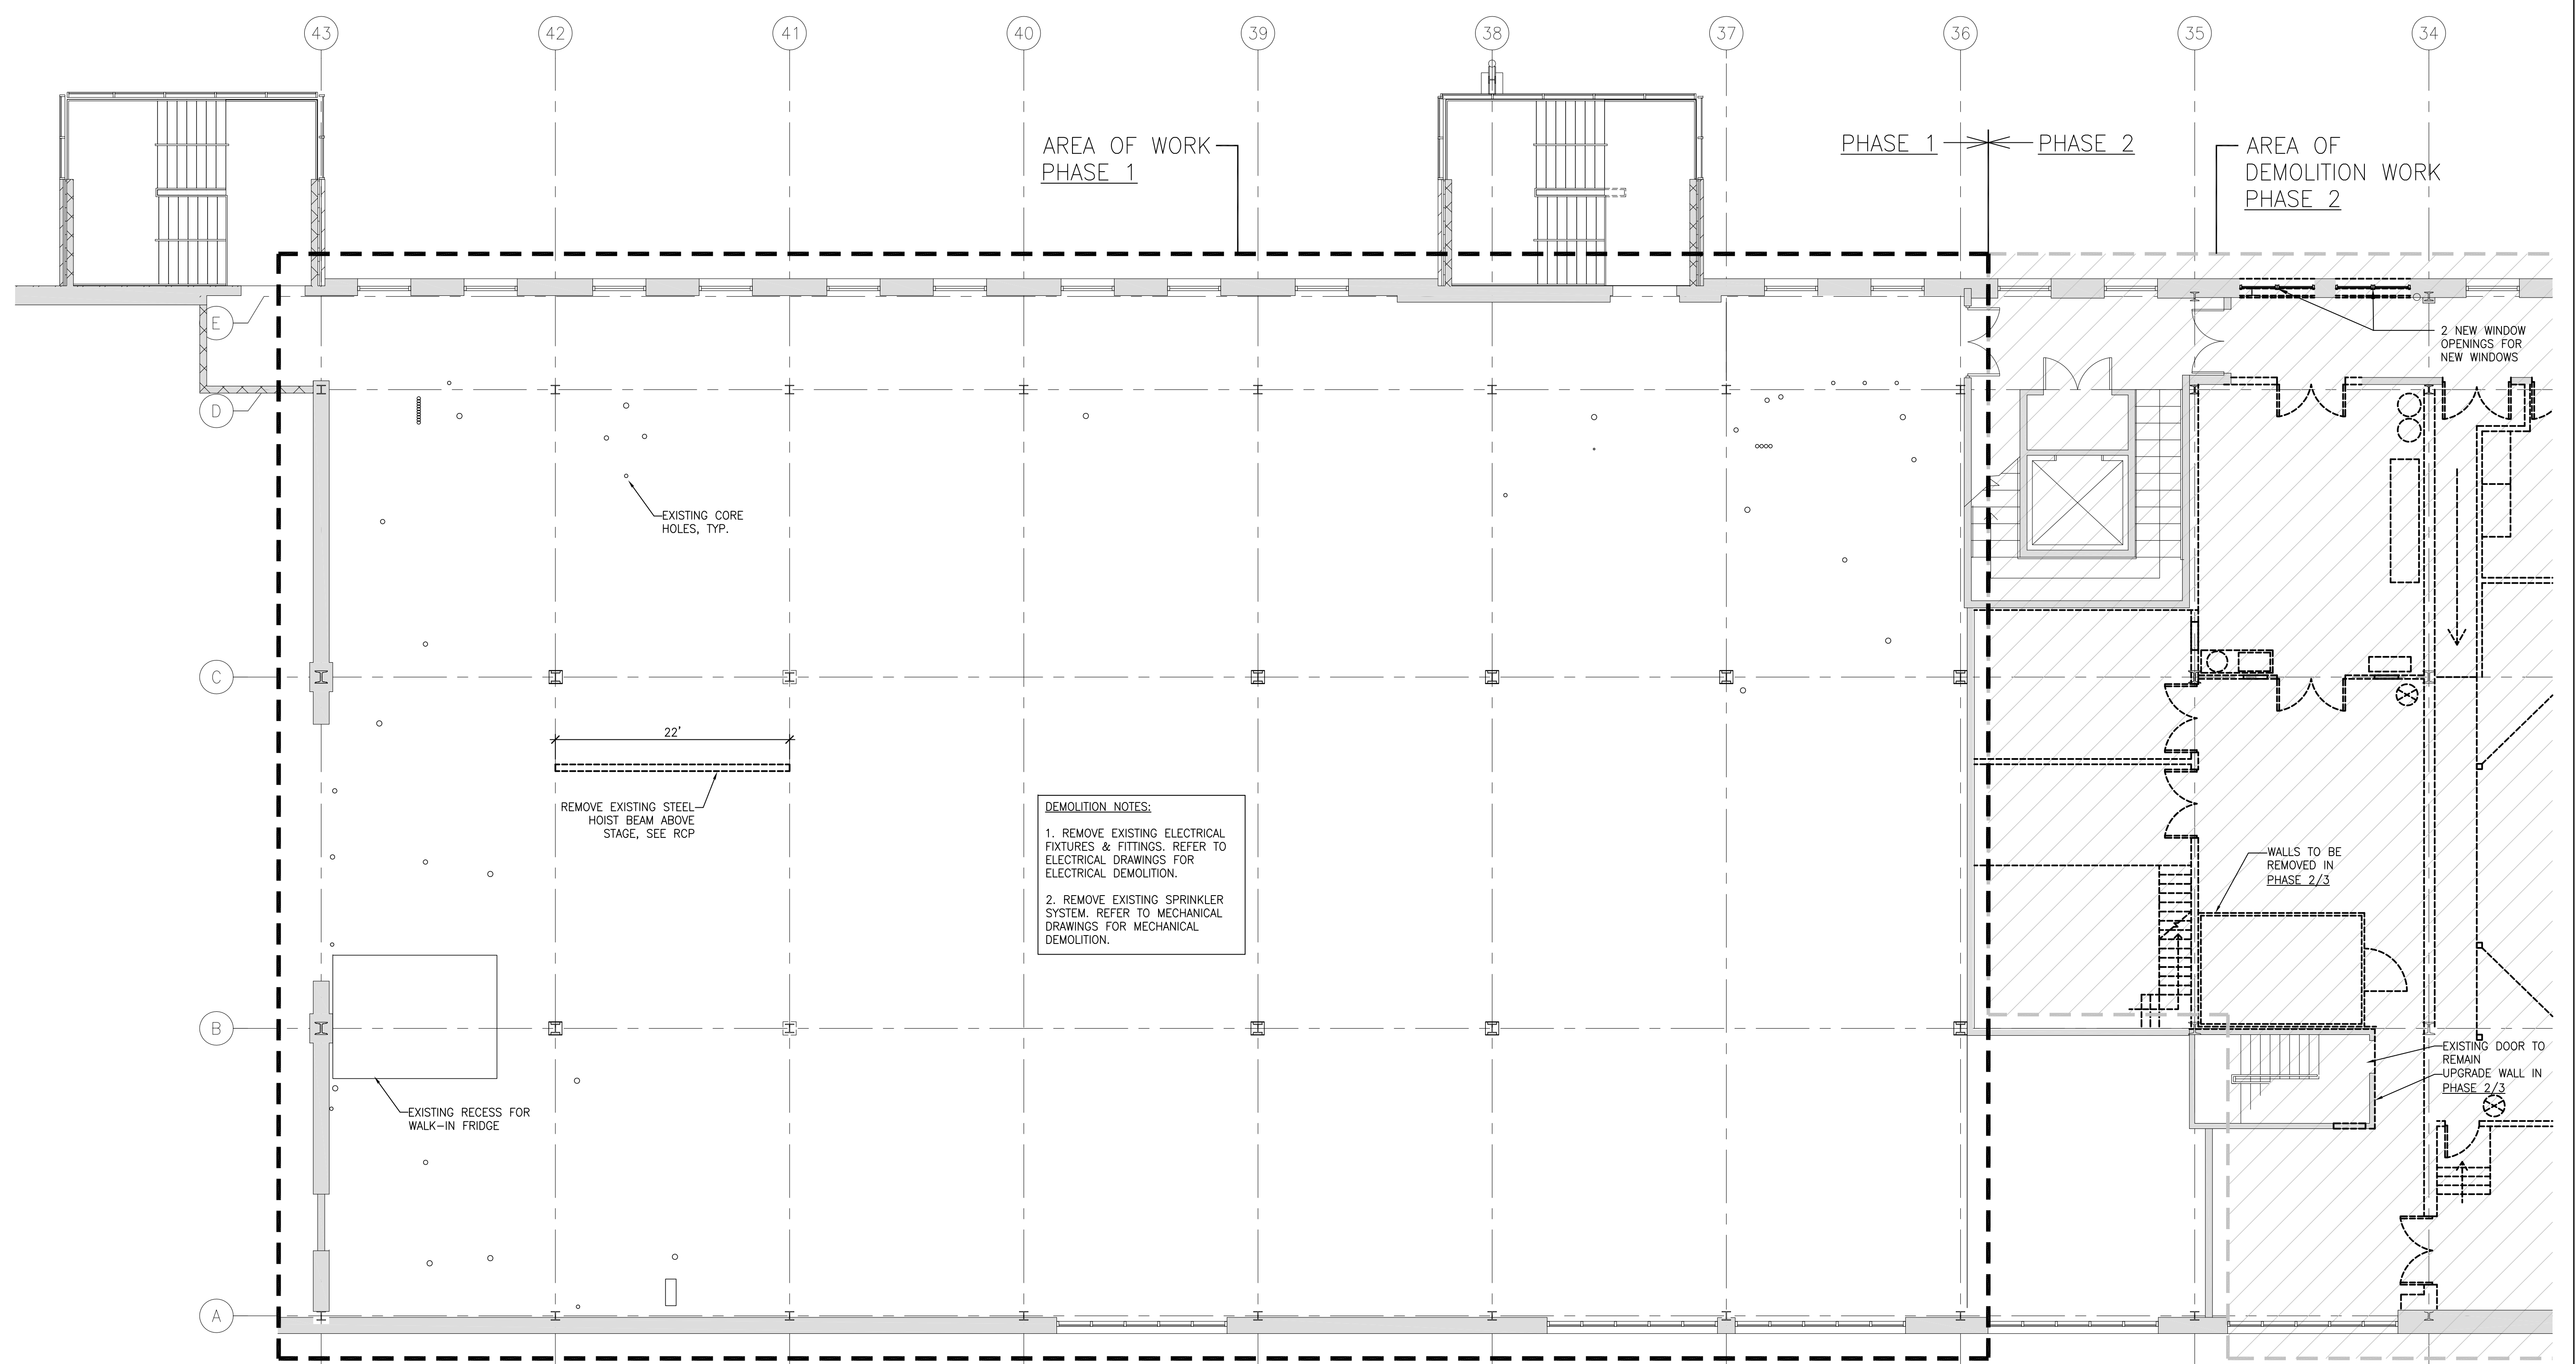 43
42
41
40
39
38
37
36
35
34
AREA OF WORK
PHASE 1
PHASE 1
PHASE 2
AREA OF
DEMOLITION WORK
PHASE 2
E
2 NEW WINDOW
OPENINGS FOR
NEW WINDOWS
D
EXISTING CORE
HOLES, TYP.
C
22'
REMOVE EXISTING STEEL
HOIST BEAM ABOVE
STAGE, SEE RCP
DEMOLITION NOTES:
1. REMOVE EXISTING ELECTRICAL
FIXTURES & FITTINGS. REFER TO
ELECTRICAL DRAWINGS FOR
ELECTRICAL DEMOLITION.
2. REMOVE EXISTING SPRINKLER
SYSTEM. REFER TO MECHANICAL
DRAWINGS FOR MECHANICAL
DEMOLITION.
WALLS TO BE
REMOVED IN
PHASE 2/3
B
EXISTING DOOR TO
REMAIN
UPGRADE WALL IN
PHASE 2/3
EXISTING RECESS FOR
WALK-IN FRIDGE
A